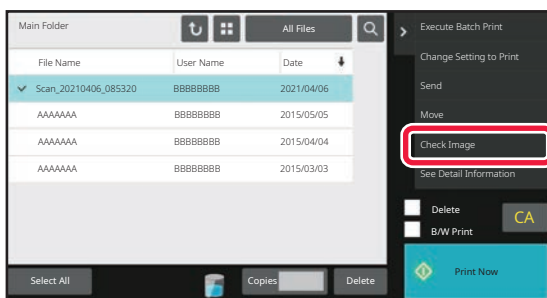 Main Folder
All Files
File Name User Name Date
Scan_20210406_085320 BBBBBBBB 2021/04/06
AAAAAAA BBBBBBBB 2015/05/05
AAAAAAA BBBBBBBB 2015/04/04
AAAAAAA BBBBBBBB 2015/03/03
Select All
Copies
Delete
Execute Batch Print
Change Setting to Print
Send
Move
Check Image
See Detail Information
Delete
B/W Print
CA
Print Now